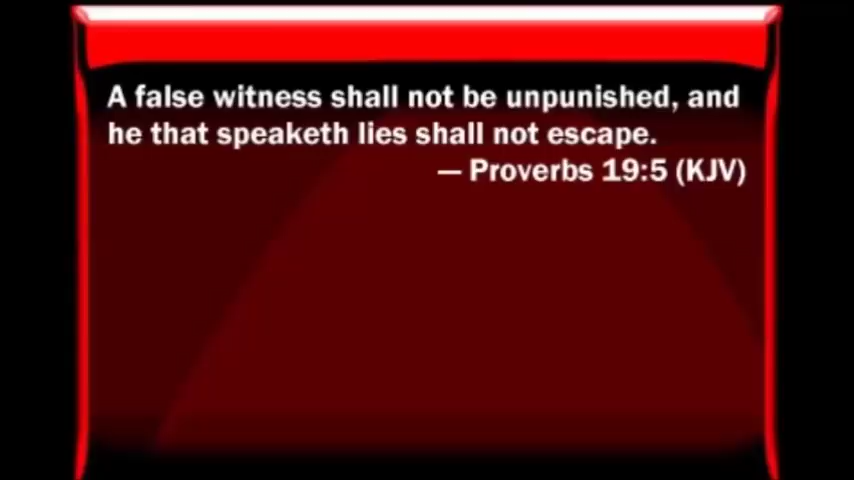 A false witness shall not be unpunished, and
he that speaketh lies shall not escape.
— Proverbs 19:5 (KJV)